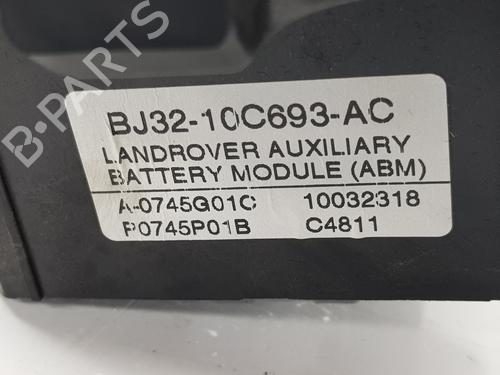 B-PARTS
BJ32-10C693-AC
LANDROVER AUXILIARY
BATTERY MODULE (ABM)
A-0745G01C 10032318
P0745P01B C4811